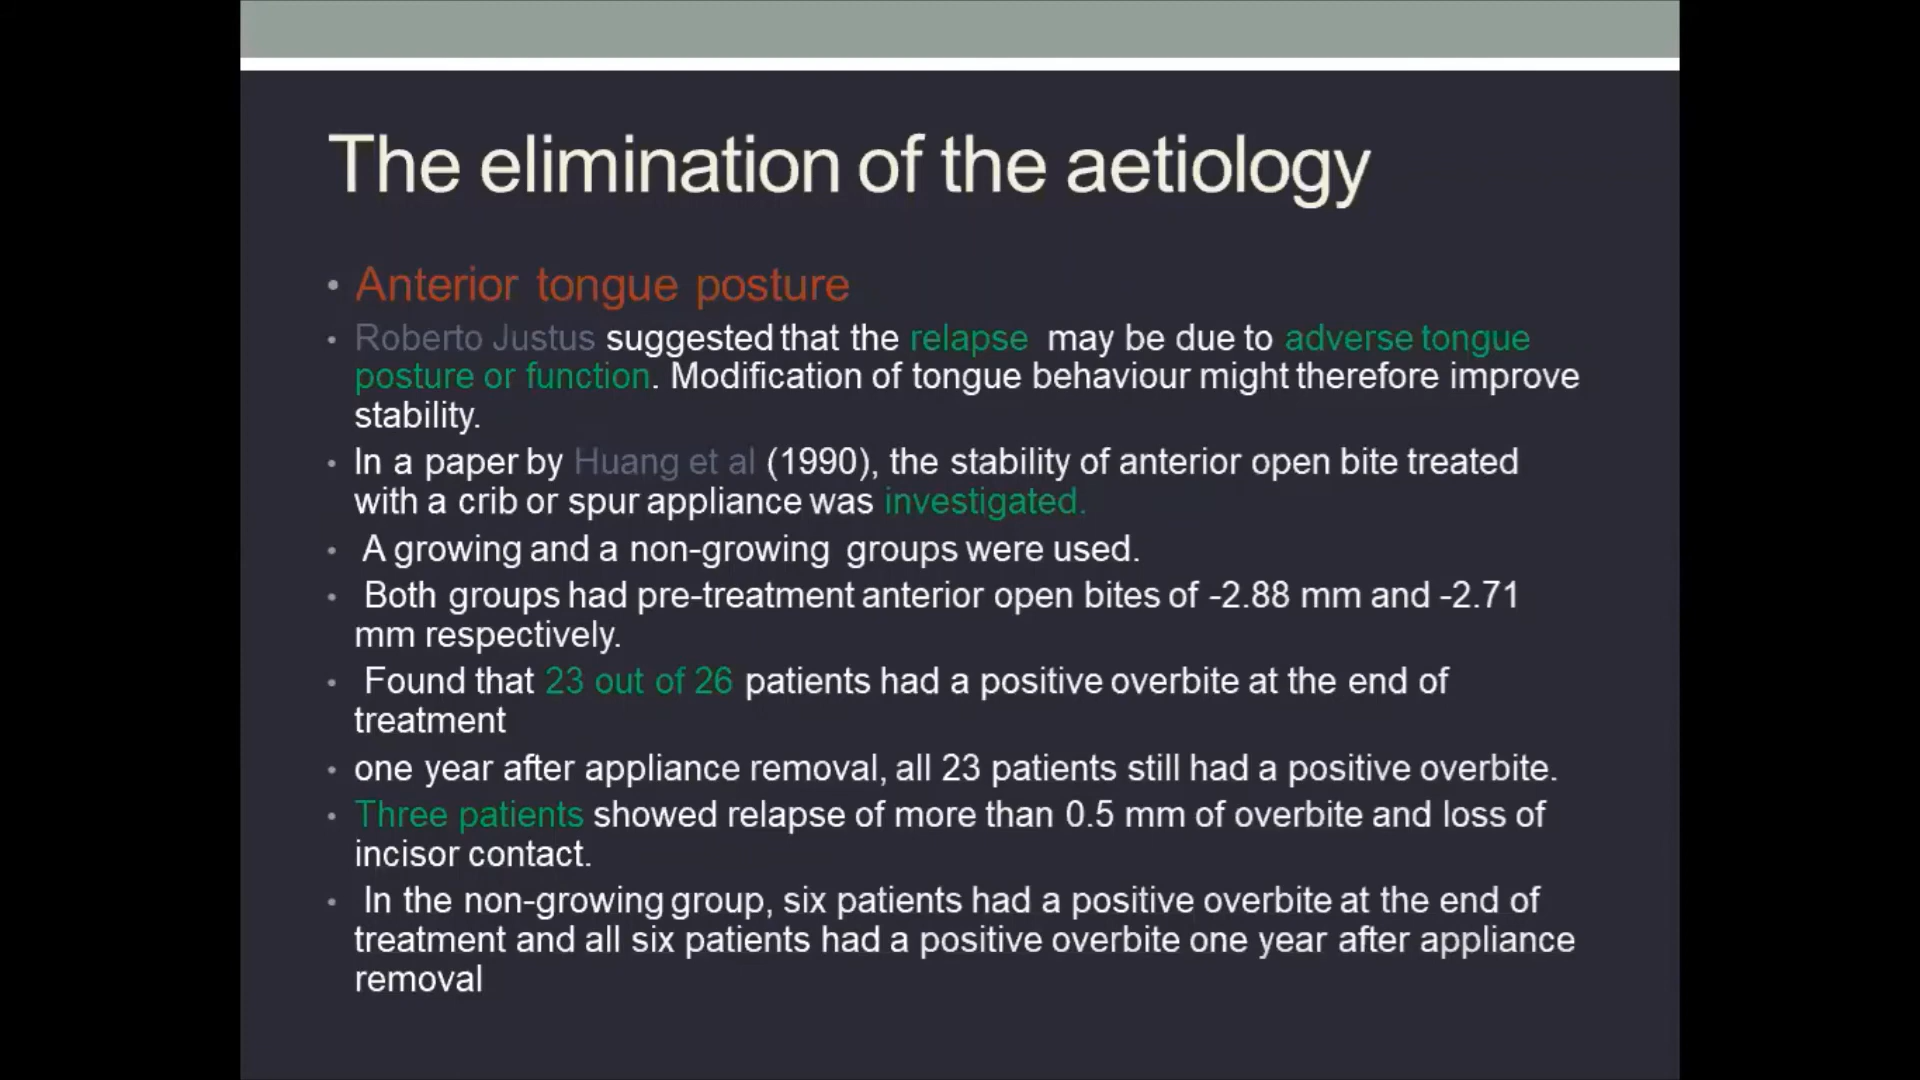 The elimination of the aetiology
• Anterior tongue posture
• Roberto Justus suggested that the relapse may be due to adverse tongue
posture or function. Modification of tongue behaviour might therefore improve
stability.
• In a paper by Huang et al (1990), the stability of anterior open bite treated
with a crib or spur appliance was investigated.
• A growing and a non-growing groups were used.
• Both groups had pre-treatment anterior open bites of -2.88 mm and -2.71
mm respectively.
• Found that 23 out of 26 patients had a positive overbite at the end of
treatment
• one year after appliance removal, all 23 patients still had a positive overbite.
• Three patients showed relapse of more than 0.5 mm of overbite and loss of
incisor contact.
• In the non-growing group, six patients had a positive overbite at the end of
treatment and all six patients had a positive overbite one year after appliance
removal